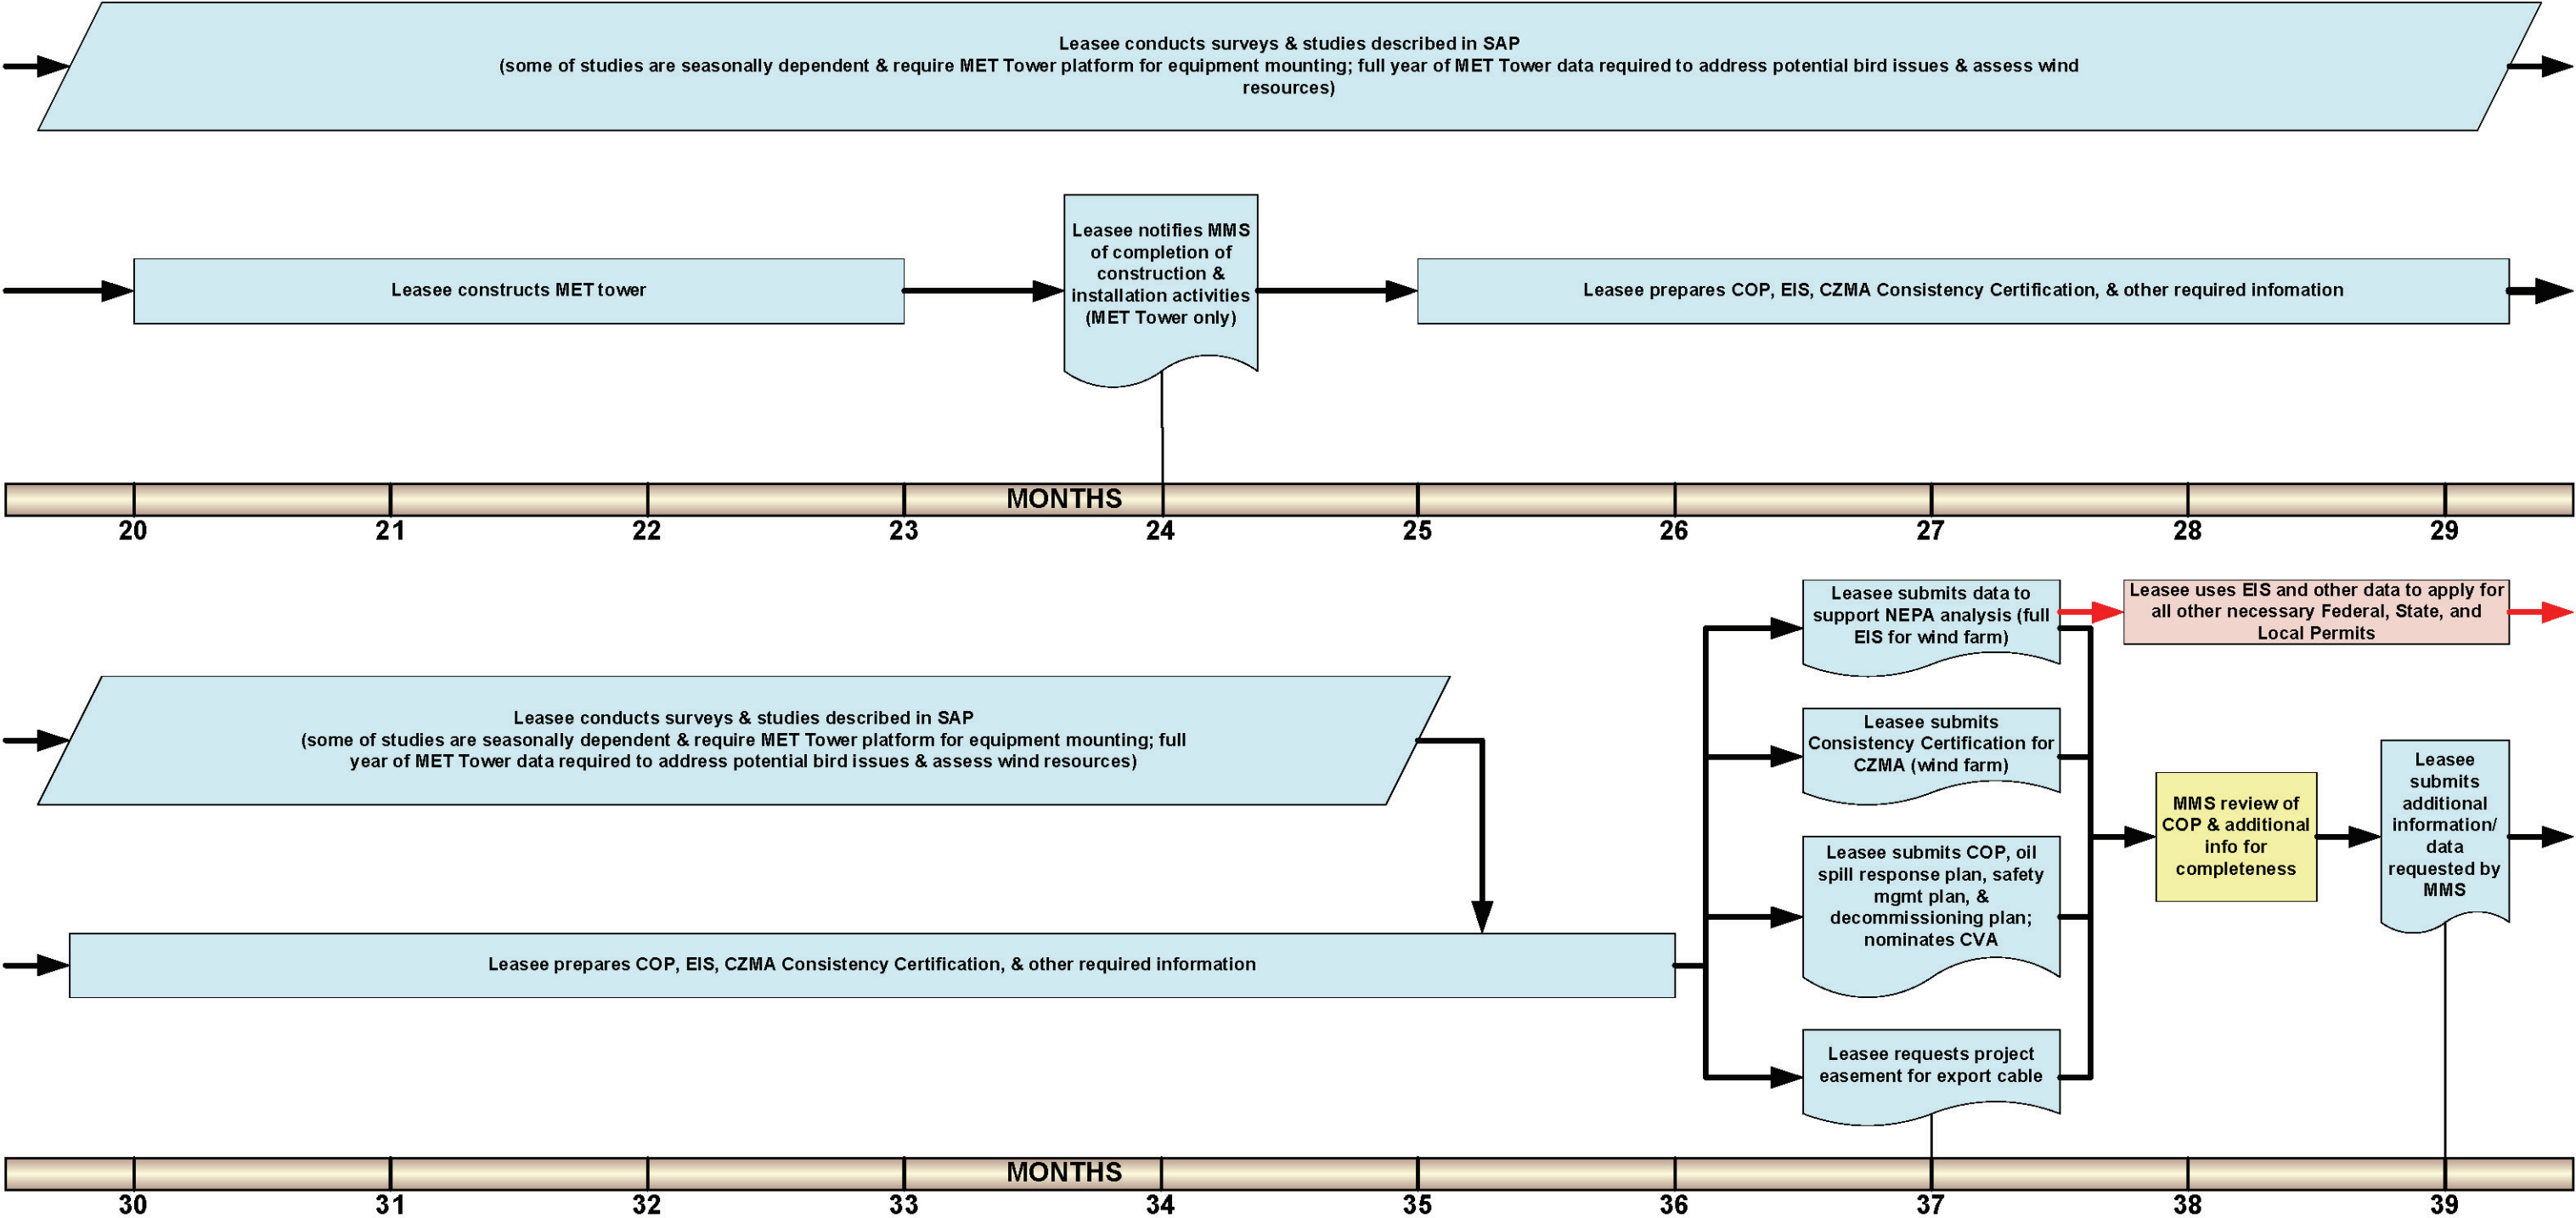 Leasee conducts surveys & studies described in SAP
(some of studies are seasonally dependent & require MET Tower platform for equipment mounting; full year of MET Tower data required to address potential bird issues & assess wind
resources)
Leasee constructs MET tower
Leasee notifies MMS
of completion of
construction &
installation activities
(MET Tower only)
Leasee prepares COP, EIS, CZMA Consistency Certification, & other required infomation
MONTHS
20 21 22 23 24 25 26 27 28 29
Leasee conducts surveys & studies described in SAP
(some of studies are seasonally dependent & require MET Tower platform for equipment mounting; full
year of MET Tower data required to address potential bird issues & assess wind resources)
Leasee prepares COP, EIS, CZMA Consistency Certification, & other required information
Leasee submits data to
support NEPA analysis (full
EIS for wind farm)
Leasee uses EIS and other data to apply for
all other necessary Federal, State, and
Local Permits
Leasee submits
Consistency Certification for
CZMA (wind farm)
Leasee submits COP, oil
spill response plan, safety
mgmt plan, &
decommissioning plan;
nominates CVA
Leasee requests project
easement for export cable
MMS review of
COP & additional
info for
completeness
Leasee
submits
additional
information/
data
requested by
MMS
MONTHS
30 31 32 33 34 35 36 37 38 39